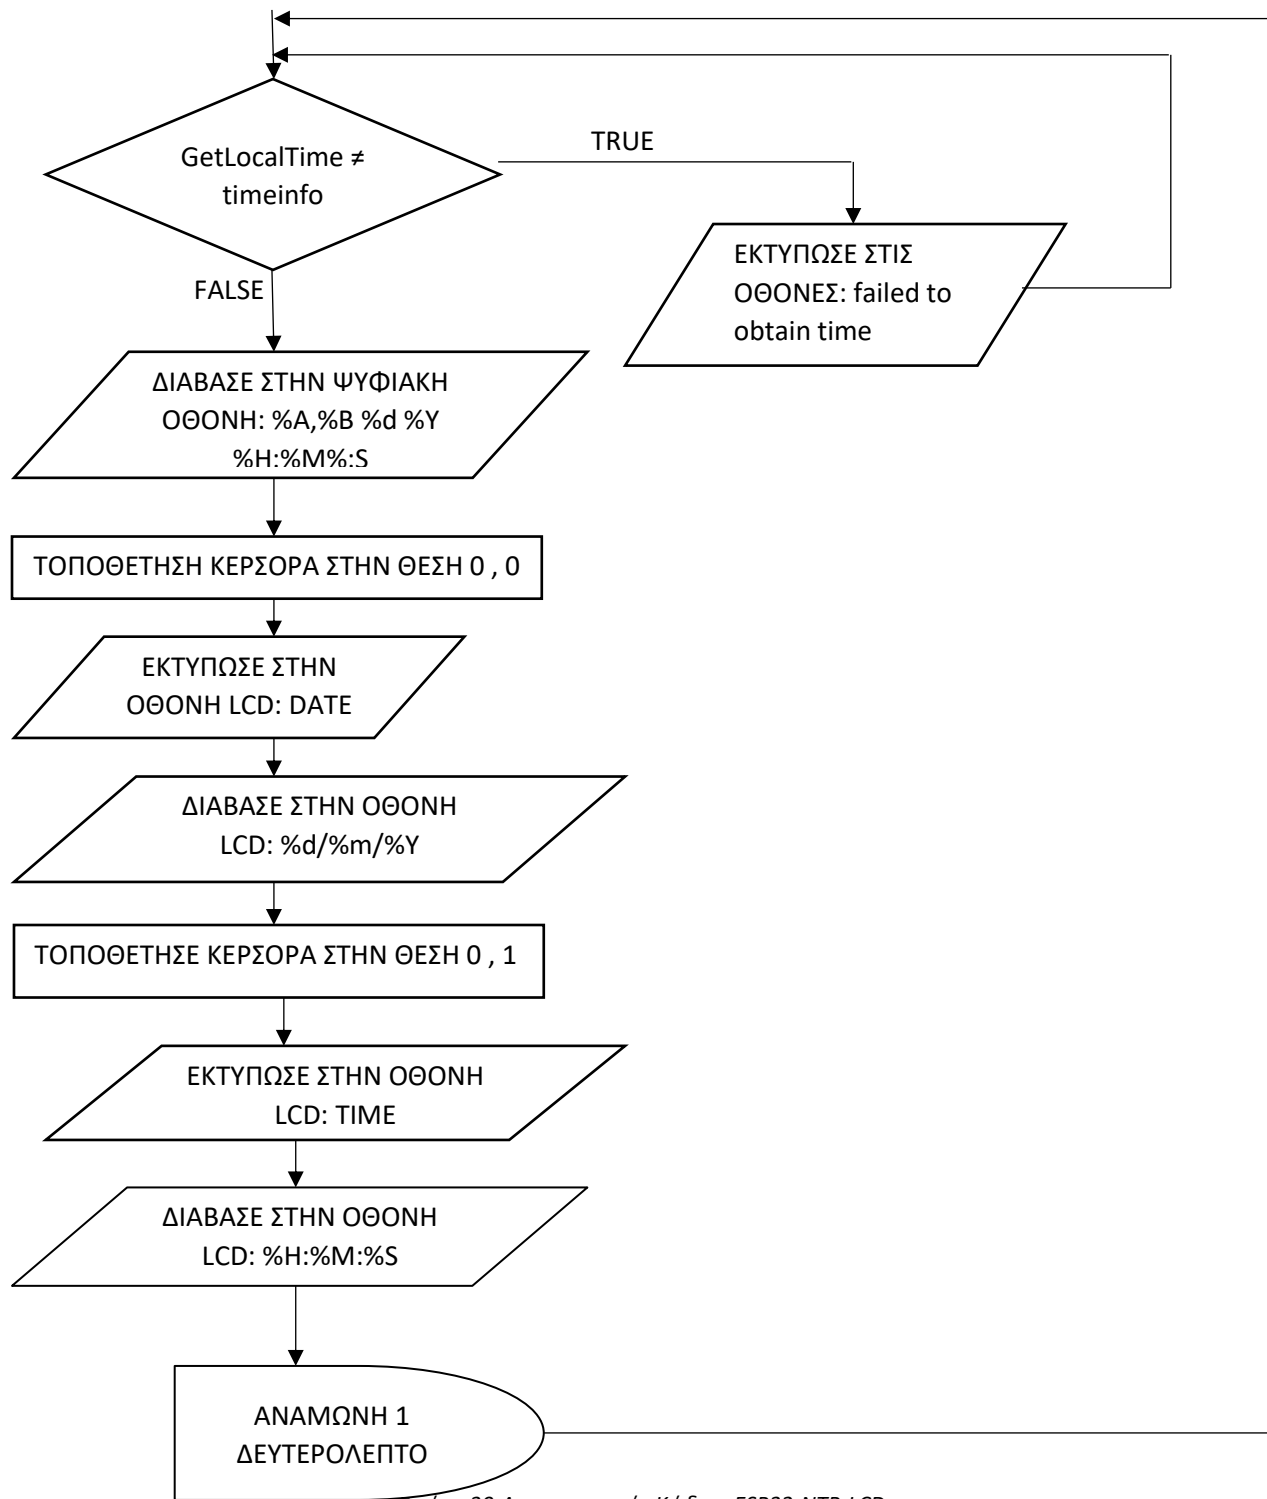 TRUE
GetLocalTime ≠
timeinfo
ΕΚΤΥΠΩΣΕ ΣΤΙΣ
ΟΘΟΝΕΣ: failed to
obtain time
FALSE
ΔΙΑΒΑΣΕ ΣΤΗΝ ΨΥΦΙΑΚΗ
ΟΘΟΝΗ: %A,%B %d %Y
%H:%M%:S
ΤΟΠΟΘΕΤΗΣΗ ΚΕΡΣΟΡΑ ΣΤΗΝ ΘΕΣΗ 0 , 0
ΕΚΤΥΠΩΣΕ ΣΤΗΝ
ΟΘΟΝΗ LCD: DATE
ΔΙΑΒΑΣΕ ΣΤΗΝ ΟΘΟΝΗ
LCD: %d/%m/%Y
ΤΟΠΟΘΕΤΗΣΕ ΚΕΡΣΟΡΑ ΣΤΗΝ ΘΕΣΗ 0 , 1
ΕΚΤΥΠΩΣΕ ΣΤΗΝ ΟΘΟΝΗ
LCD: TIME
ΔΙΑΒΑΣΕ ΣΤΗΝ ΟΘΟΝΗ
LCD: %H:%M:%S
ΑΝΑΜΩΝΗ 1
ΔΕΥΤΕΡΟΛΕΠΤΟ